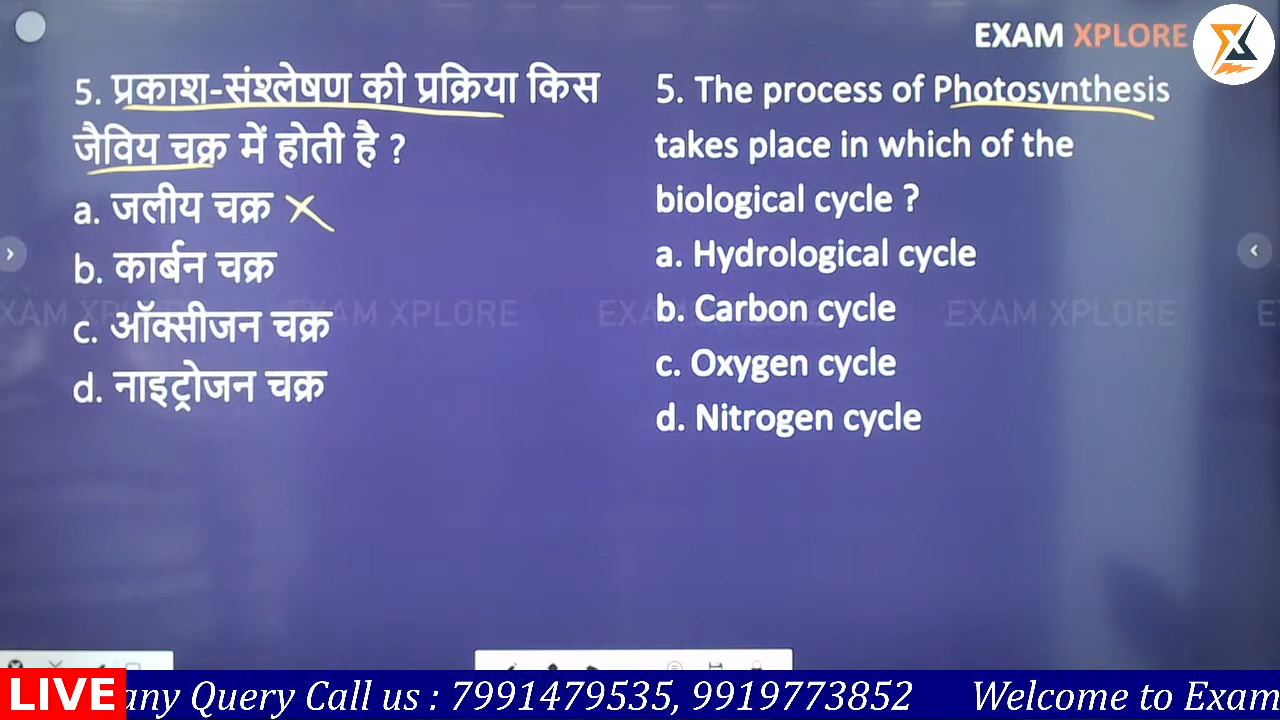 EXAM XPLORE
5. प्रकाश-संश्लेषण की प्रक्रिया किस
जैविय चक्र में होती है ?
a. जलीय चक्र
b. कार्बन चक्र
c. ऑक्सीजन चक्र
d. नाइट्रोजन चक्र
5. The process of Photosynthesis
takes place in which of the
biological cycle ?
a. Hydrological cycle
b. Carbon cycle
c. Oxygen cycle
d. Nitrogen cycle
EXAM XPLORE
LIVE
any Query Call us : 7991479535, 9919773852 Welcome to Exam